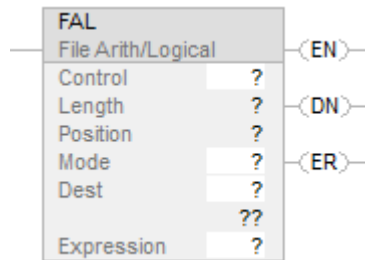 FAL
File Arith/Logical (EN)
Control ?
Length ? (DN)
Position ?
Mode ? (ER)
Dest ?
??
Expression ?